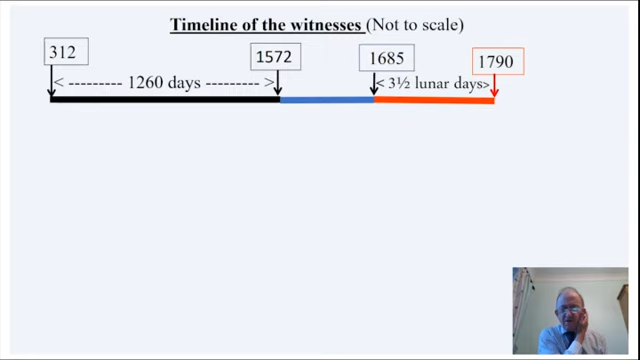 Timeline of the witnesses (Not to scale)
312
1572
1685
1790
< --------- 1260 days --------- >
< 3½ lunar days>